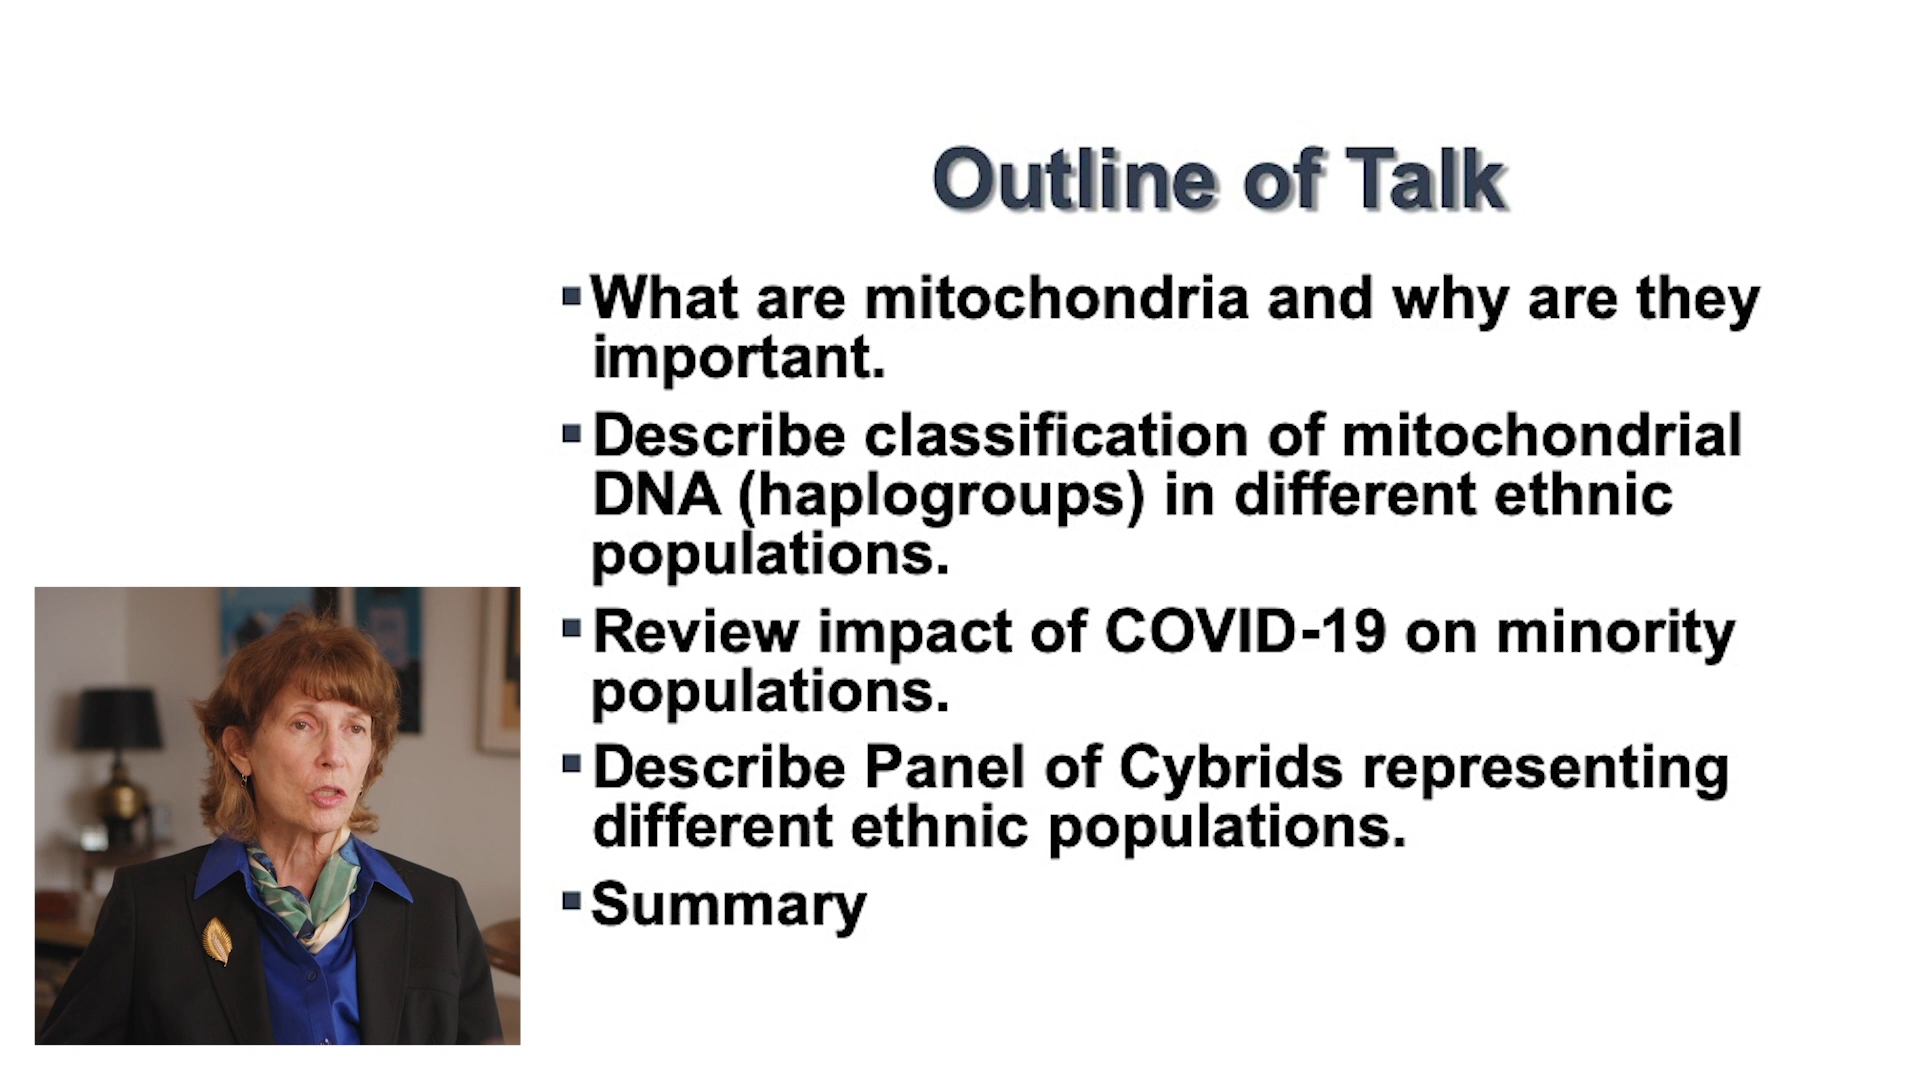 Outline of Talk
▪What are mitochondria and why are they
important.
▪Describe classification of mitochondrial
DNA (haplogroups) in different ethnic
populations.
▪Review impact of COVID-19 on minority
populations.
▪Describe Panel of Cybrids representing
different ethnic populations.
▪Summary